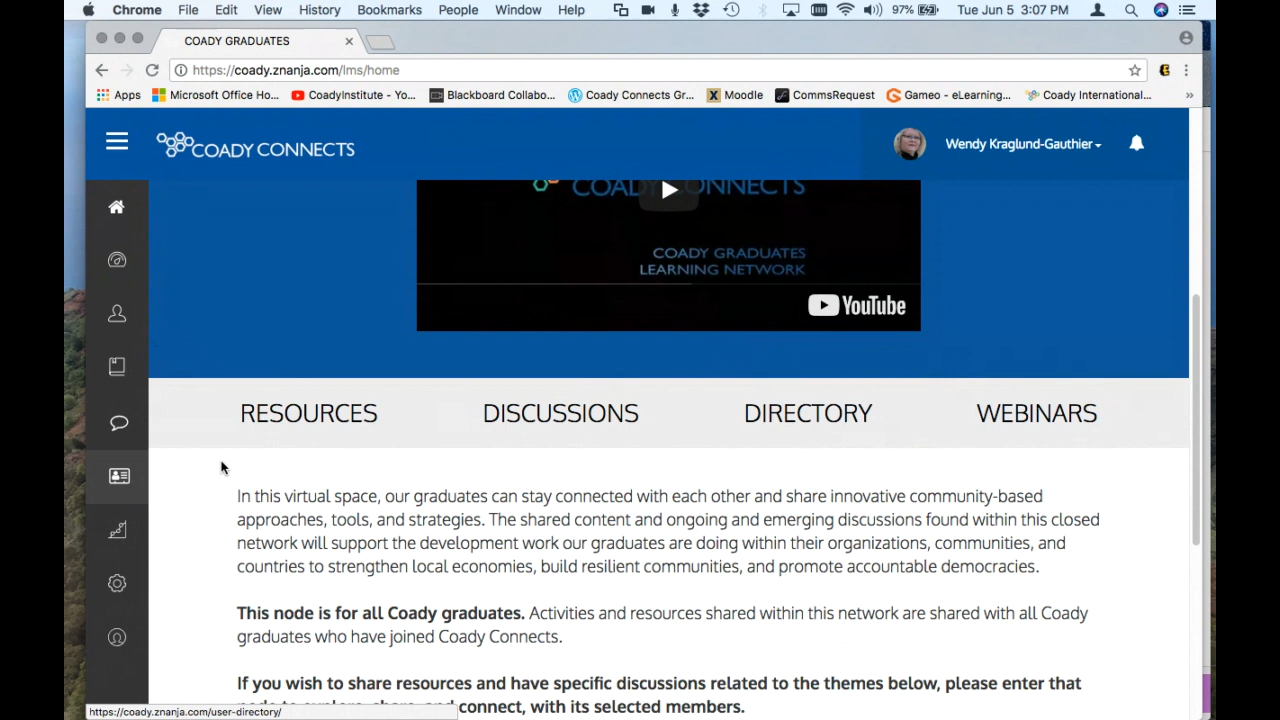 Chrome File Edit View History Bookmarks People Window Help 97% Tue Jun 5 3:07 PM
COADY GRADUATES
https://coady.znanja.com/lms/home
Apps Microsoft Office Ho... CoadyInstitute - Yo... Blackboard Collabo... Coady Connects Gr... Moodle CommsRequest Gameo - eLearning... Coady International... »
COADY CONNECTS Wendy Kraglund-Gauthier
COADY CONNECTS
COADY GRADUATES
LEARNING NETWORK
YouTube
RESOURCES DISCUSSIONS DIRECTORY WEBINARS
In this virtual space, our graduates can stay connected with each other and share innovative community-based
approaches, tools, and strategies. The shared content and ongoing and emerging discussions found within this closed
network will support the development work our graduates are doing within their organizations, communities, and
countries to strengthen local economies, build resilient communities, and promote accountable democracies.
This node is for all Coady graduates. Activities and resources shared within this network are shared with all Coady
graduates who have joined Coady Connects.
If you wish to share resources and have specific discussions related to the themes below, please enter that
node to explore, share, and connect, with its selected members.
https://coady.znanja.com/user-directory/